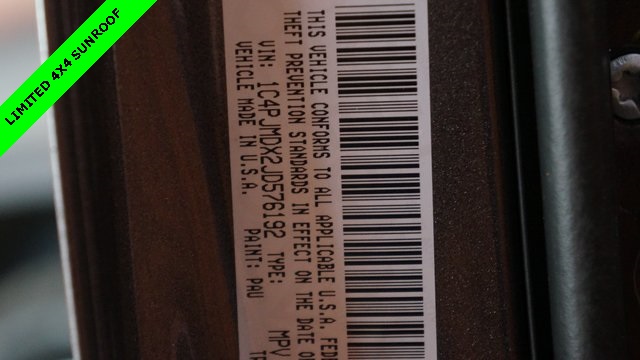 LIMITED 4X4 SUNROOF
THIS VEHICLE CONFORMS TO ALL APPLICABLE U.S.A. FED
THEFT PREVENTION STANDARDS IN EFFECT ON THE DATE O
VIN: 1C4PJMDX2JD576192 TYPE: MPV
VEHICLE MADE IN U.S.A. PAINT: PAU